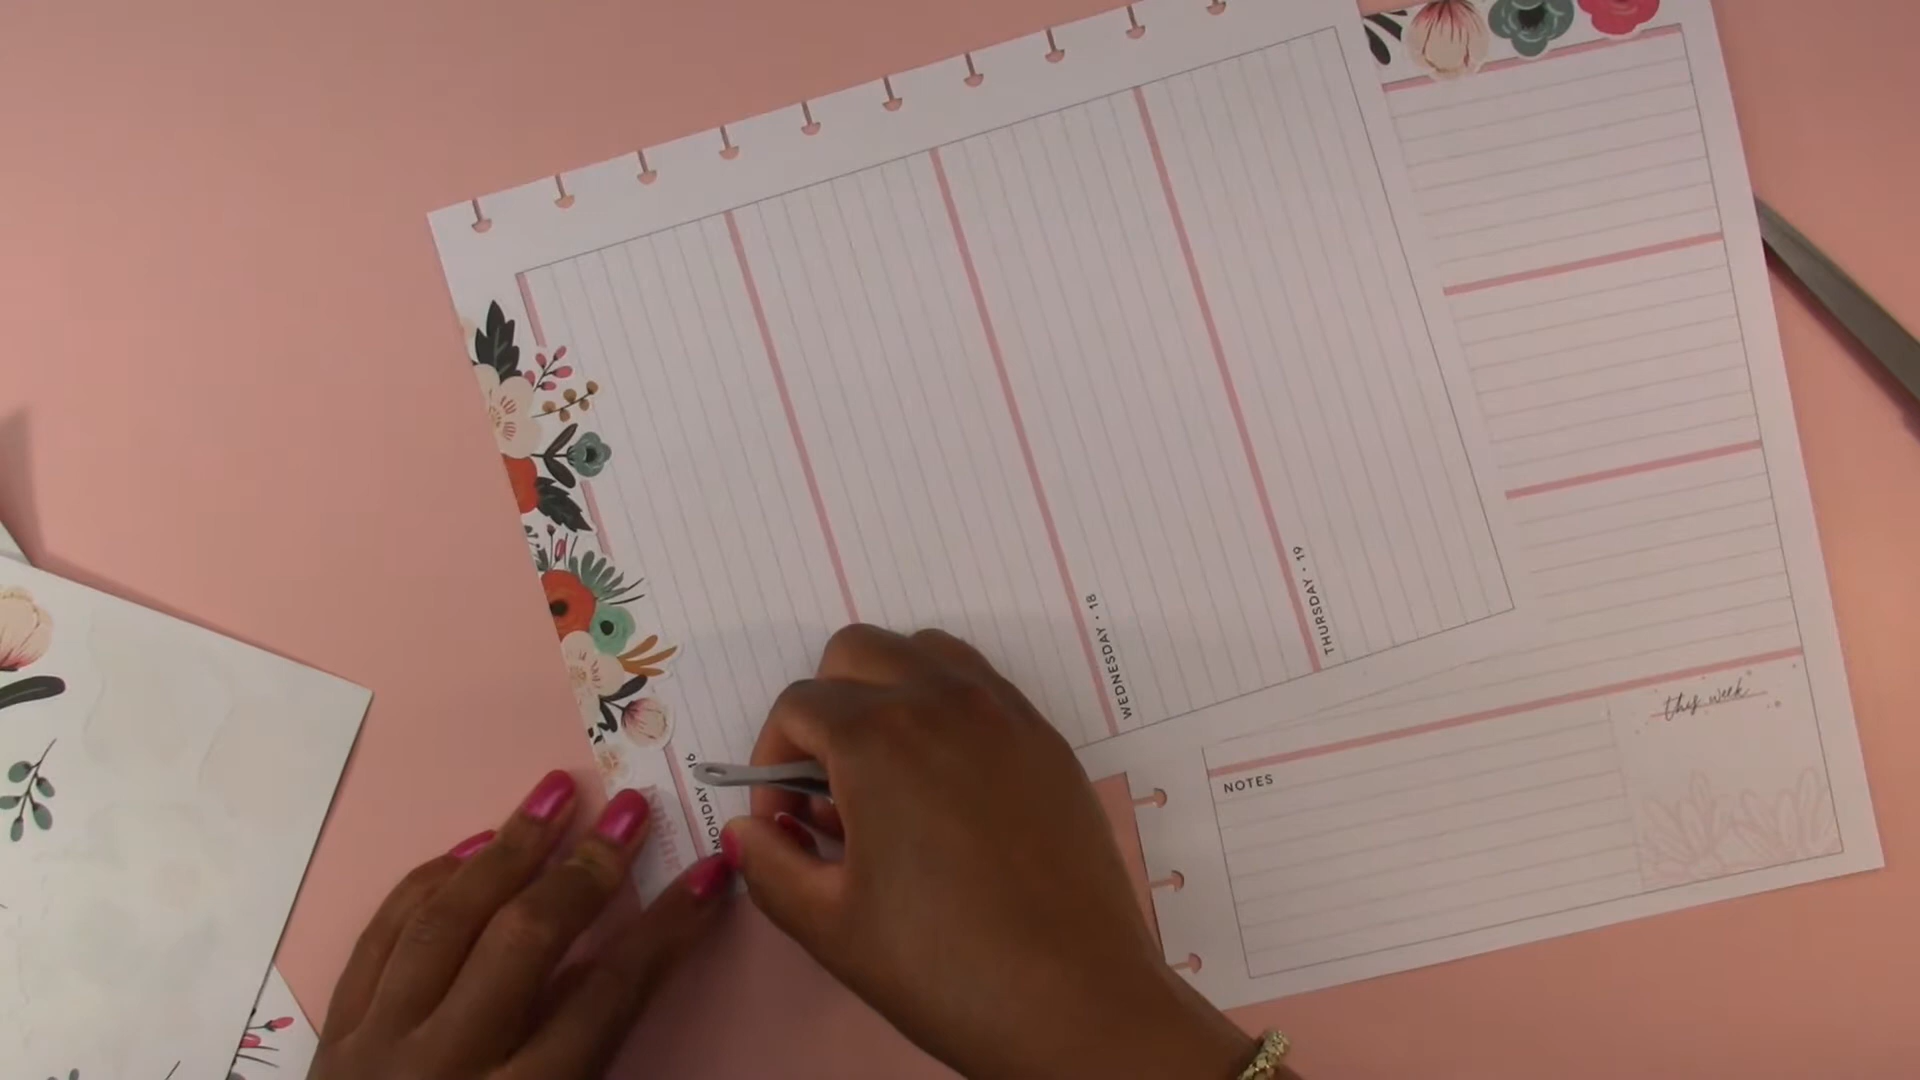 MONDAY • 16
WEDNESDAY • 18
THURSDAY • 19
NOTES
this week